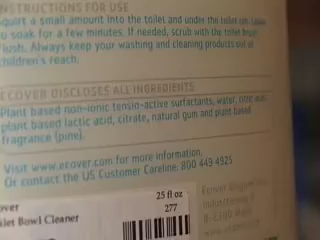 INSTRUCTIONS FOR USE
Squirt a small amount into the toilet and under the toilet rim. Leave
to soak for a few minutes. If needed, scrub with the toilet brush.
Flush. Always keep your washing and cleaning products out of
children's reach.
ECOVER DISCLOSES ALL INGREDIENTS
Plant based non-ionic tensio-active surfactants, water, citric acid,
plant based lactic acid, citrate, natural gum and plant based
fragrance (pine).
Visit www.ecover.com for more information.
Or contact the US Customer Careline: 800 449 4925
25 fl oz
277
over
ilet Bowl Cleaner
Ecover Belgium
Industrieweg
B-2390 Malle